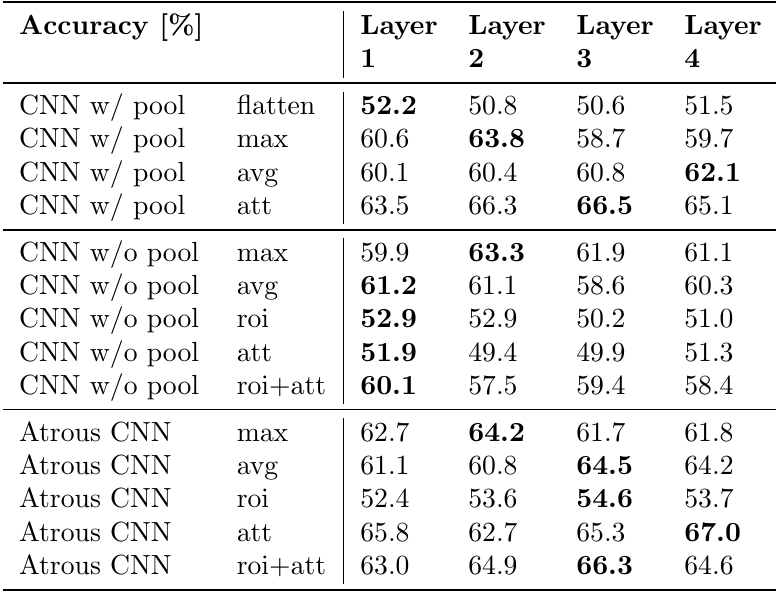 Accuracy [%] Layer Layer Layer Layer
1 2 3 4
CNN w/ pool flatten 52.2 50.8 50.6 51.5
CNN w/ pool max 60.6 63.8 58.7 59.7
CNN w/ pool avg 60.1 60.4 60.8 62.1
CNN w/ pool att 63.5 66.3 66.5 65.1
CNN w/o pool max 59.9 63.3 61.9 61.1
CNN w/o pool avg 61.2 61.1 58.6 60.3
CNN w/o pool roi 52.9 52.9 50.2 51.0
CNN w/o pool att 51.9 49.4 49.9 51.3
CNN w/o pool roi+att 60.1 57.5 59.4 58.4
Atrous CNN max 62.7 64.2 61.7 61.8
Atrous CNN avg 61.1 60.8 64.5 64.2
Atrous CNN roi 52.4 53.6 54.6 53.7
Atrous CNN att 65.8 62.7 65.3 67.0
Atrous CNN roi+att 63.0 64.9 66.3 64.6